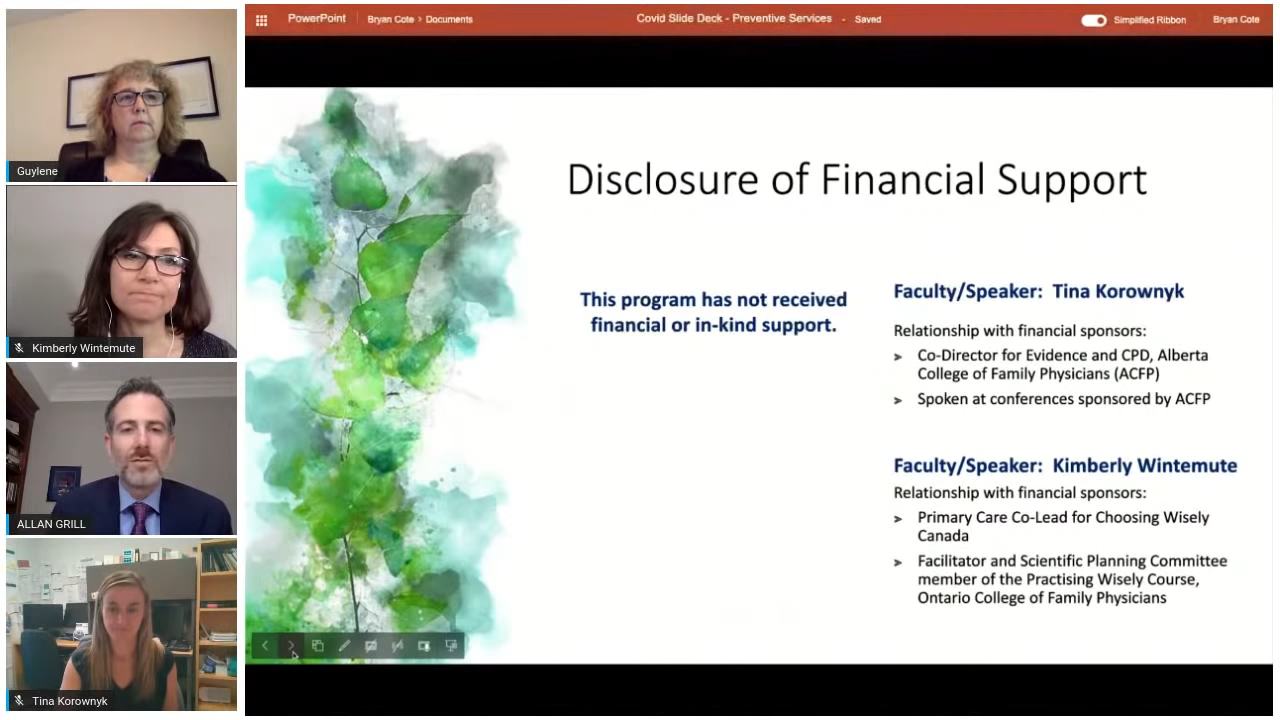 Guylene
Kimberly Wintemute
ALLAN GRILL
Tina Korownyk
PowerPoint
Bryan Cote > Documents
Covid Slide Deck - Preventive Services - Saved
Simplified Ribbon
Bryan Cote
Disclosure of Financial Support
This program has not received
financial or in-kind support.
Faculty/Speaker: Tina Korownyk
Relationship with financial sponsors:
➢ Co-Director for Evidence and CPD, Alberta
College of Family Physicians (ACFP)
➢ Spoken at conferences sponsored by ACFP
Faculty/Speaker: Kimberly Wintemute
Relationship with financial sponsors:
➢ Primary Care Co-Lead for Choosing Wisely
Canada
➢ Facilitator and Scientific Planning Committee
member of the Practising Wisely Course,
Ontario College of Family Physicians